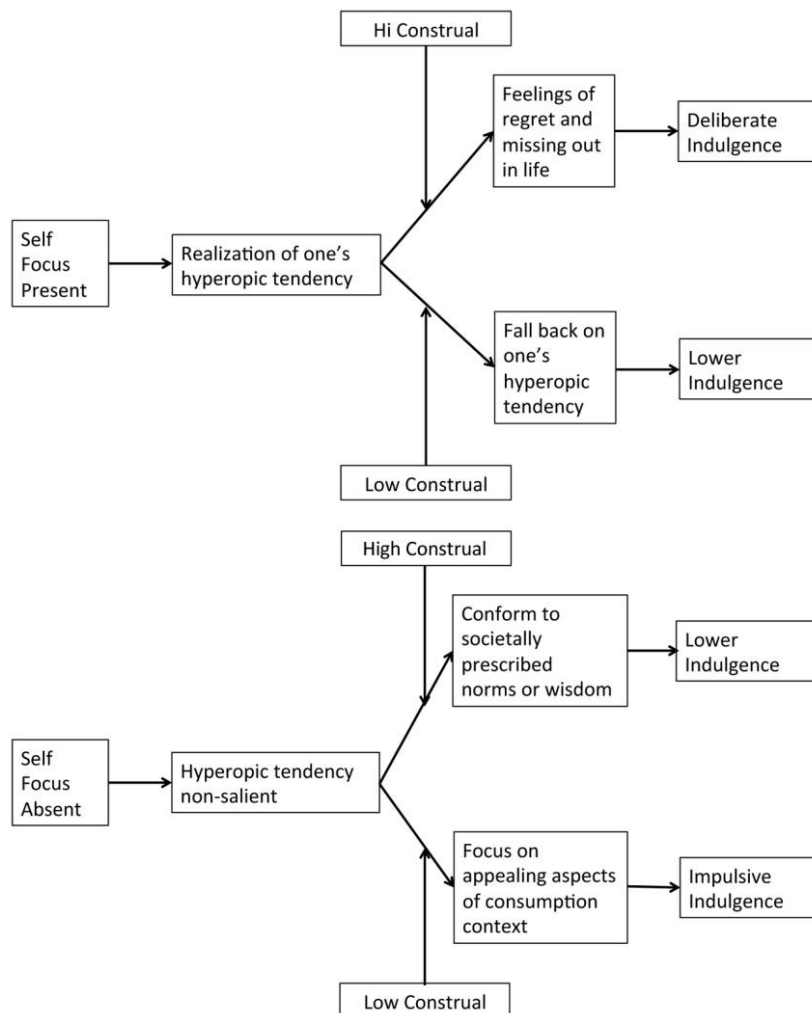 Hi Construal
Feelings of
regret and
missing out
in life
Deliberate
Indulgence
Self
Focus
Present
Realization of one’s
hyperopic tendency
Fall back on
one’s
hyperopic
tendency
Lower
Indulgence
Low Construal
High Construal
Conform to
societally
prescribed
norms or wisdom
Lower
Indulgence
Self
Focus
Absent
Hyperopic tendency
non-salient
Focus on
appealing aspects
of consumption
context
Impulsive
Indulgence
Low Construal